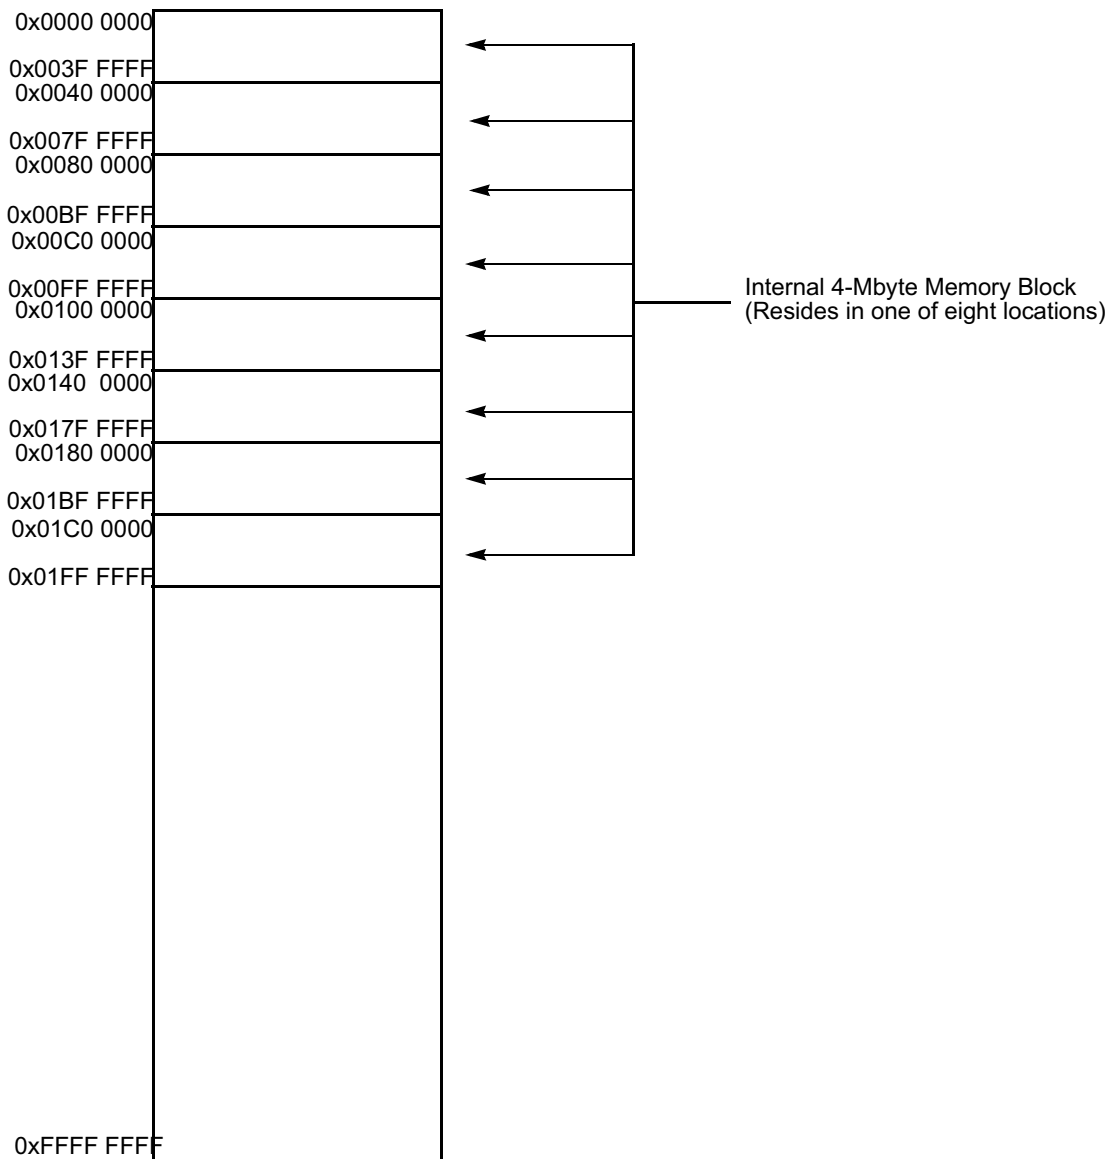 0x0000 0000
0x003F FFFF
0x0040 0000
0x007F FFFF
0x0080 0000
0x00BF FFFF
0x00C0 0000
0x00FF FFFF
0x0100 0000
0x013F FFFF
0x0140  0000
0x017F FFFF
0x0180 0000
0x01BF FFFF
0x01C0 0000
0x01FF FFFF
0xFFFF FFFF
Internal 4-Mbyte Memory Block
(Resides in one of eight locations)